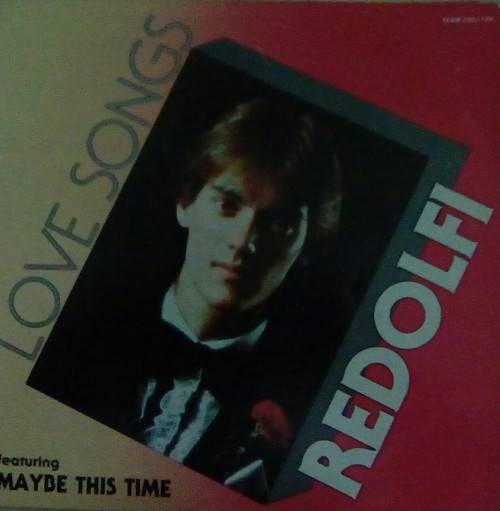 LOVE SONGS
REDOLFI
featuring
MAYBE THIS TIME